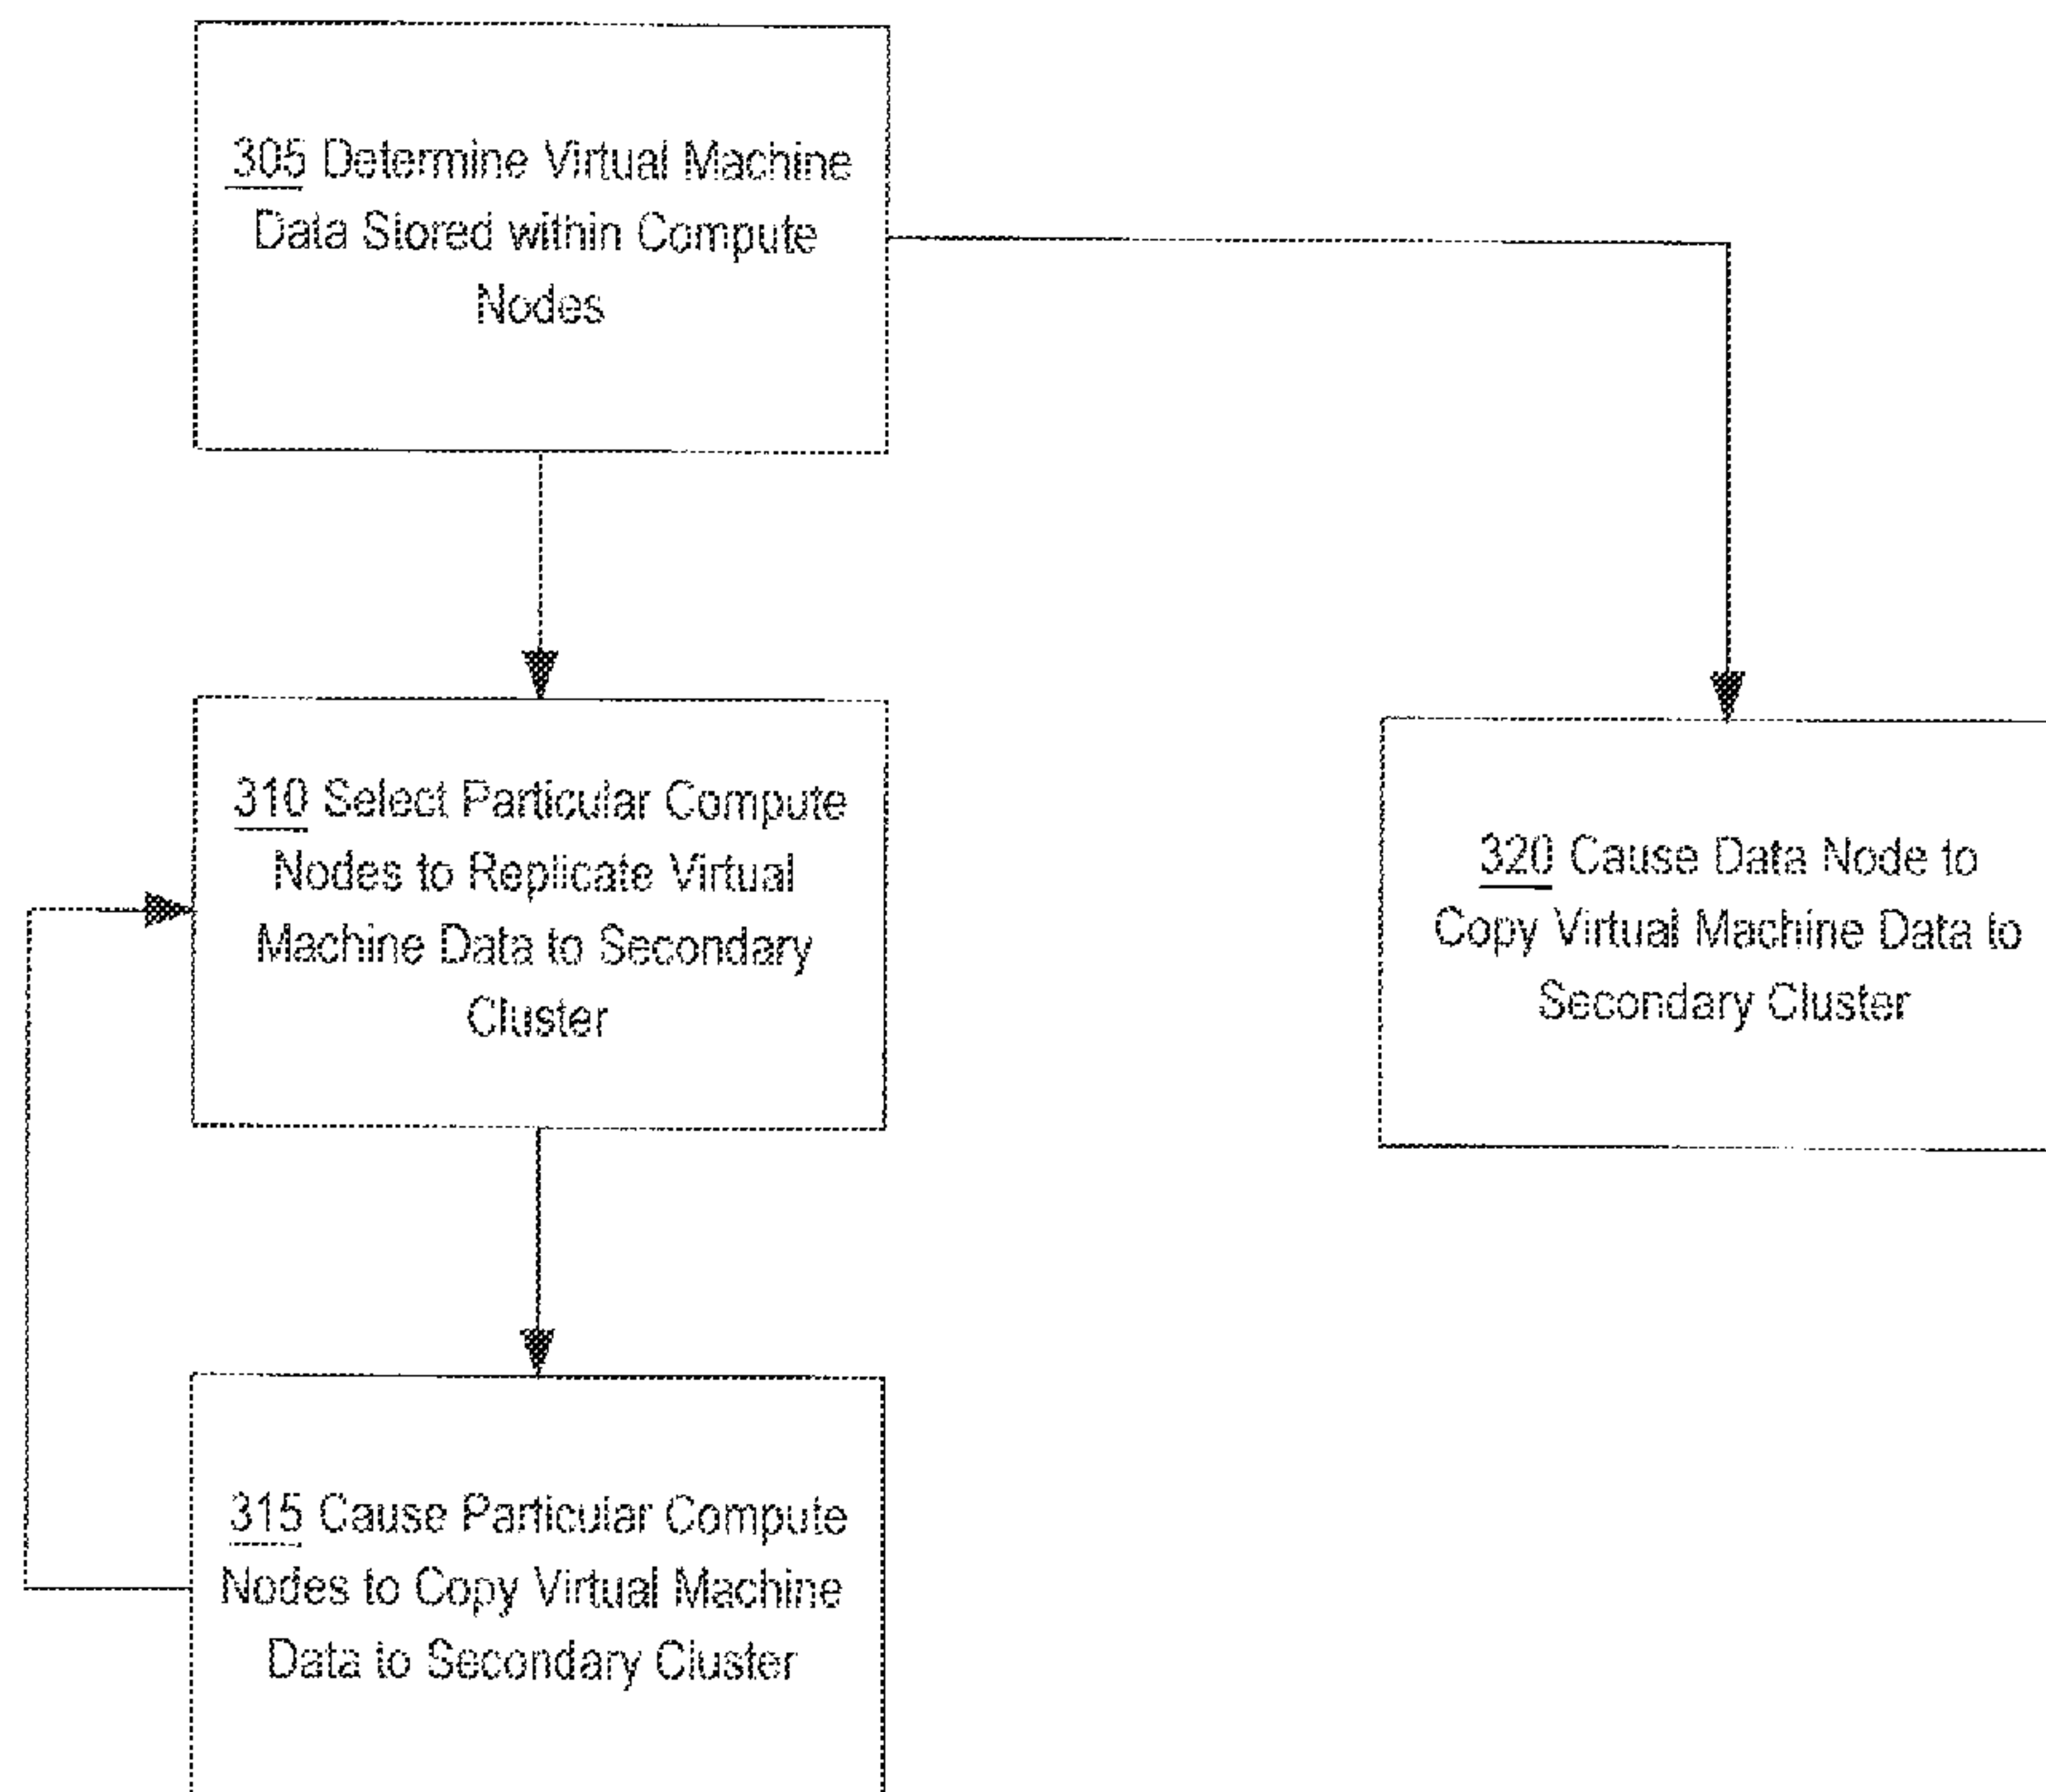 305 Determine Virtual Machine
Data Stored within Compute
Nodes
310 Select Particular Compute
Nodes to Replicate Virtual
Machine Data to Secondary
Cluster
320 Cause Data Node to
Copy Virtual Machine Data to
Secondary Cluster
315 Cause Particular Compute
Nodes to Copy Virtual Machine
Data to Secondary Cluster